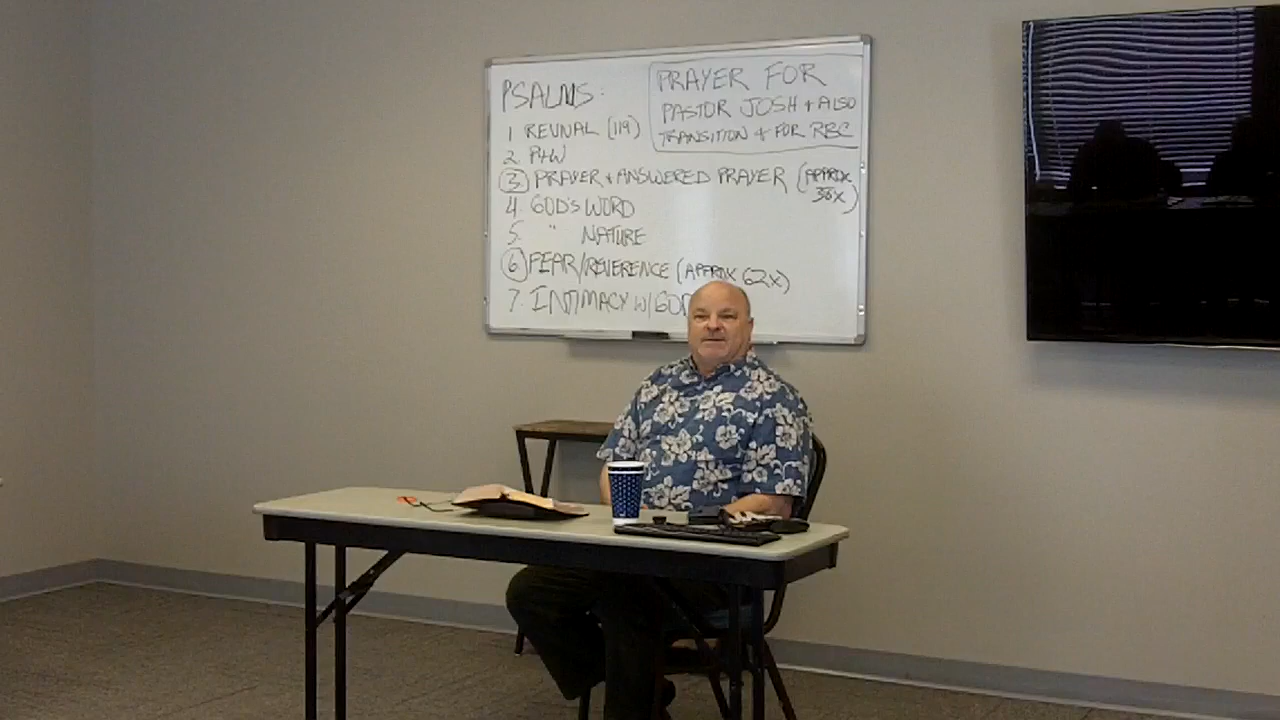 PSALMS:
1 REVIVAL (119)
2. P+W
3. PRAYER + ANSWERED PRAYER (APPROX
38X)
4. GOD'S WORD
5. " NATURE
6. FEAR/REVERENCE (APPROX 62X)
7. INTIMACY W/ GOD
PRAYER FOR
PASTOR JOSH + ALSO
TRANSITION + FOR RBC